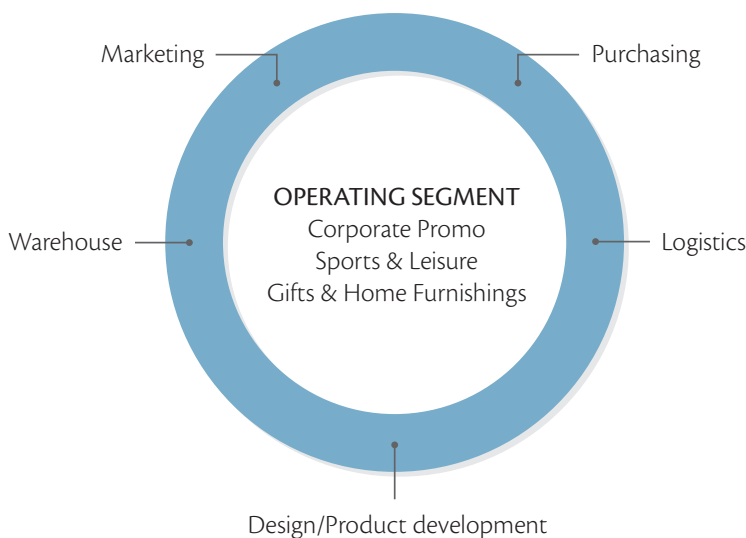 Marketing
Purchasing
OPERATING SEGMENT
Corporate Promo
Sports & Leisure
Gifts & Home Furnishings
Warehouse
Logistics
Design/Product development